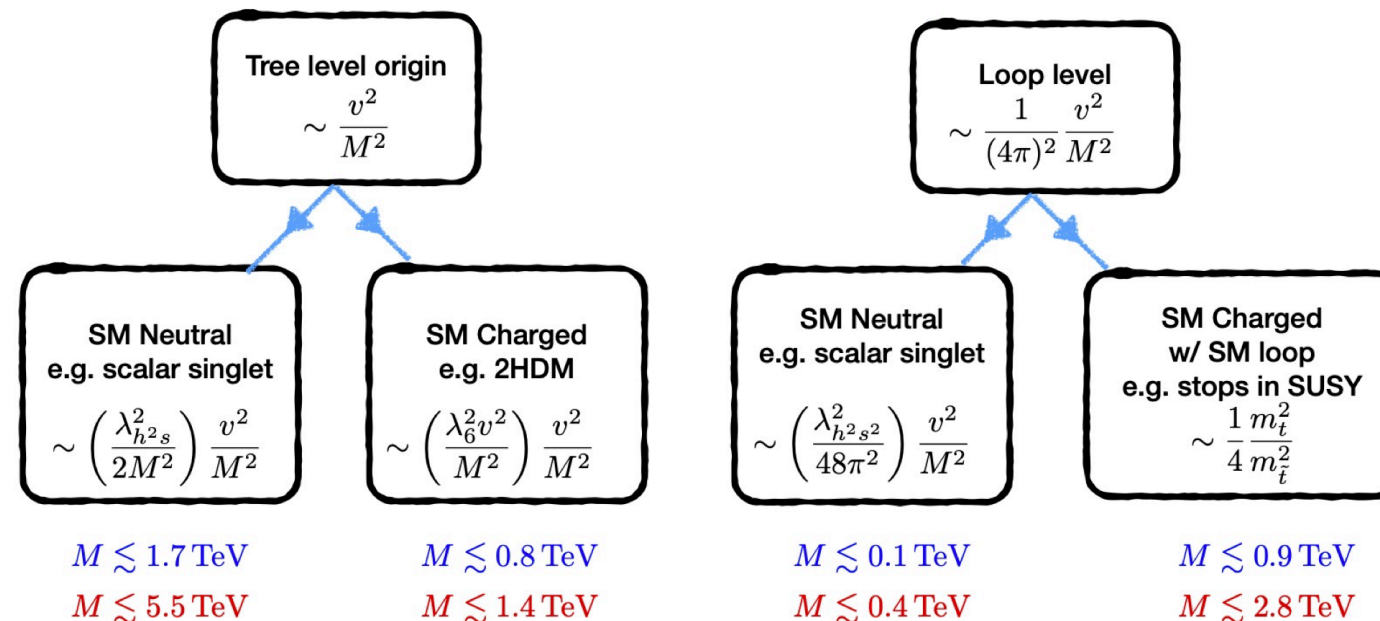 Tree level origin
∼ v²/M²
Loop level
∼ 1/(4π)² v²/M²
SM Neutral
e.g. scalar singlet
∼ (λ²_{h²s}/2M²) v²/M²
SM Charged
e.g. 2HDM
∼ (λ₆²v²/M²) v²/M²
SM Neutral
e.g. scalar singlet
∼ (λ²_{h²s²}/48π²) v²/M²
SM Charged
w/ SM loop
e.g. stops in SUSY
∼ 1/4 m_t²/m_{t̃}²
M ≲ 1.7 TeV
M ≲ 0.8 TeV
M ≲ 0.1 TeV
M ≲ 0.9 TeV
M ≲ 5.5 TeV
M ≲ 1.4 TeV
M ≲ 0.4 TeV
M ≲ 2.8 TeV